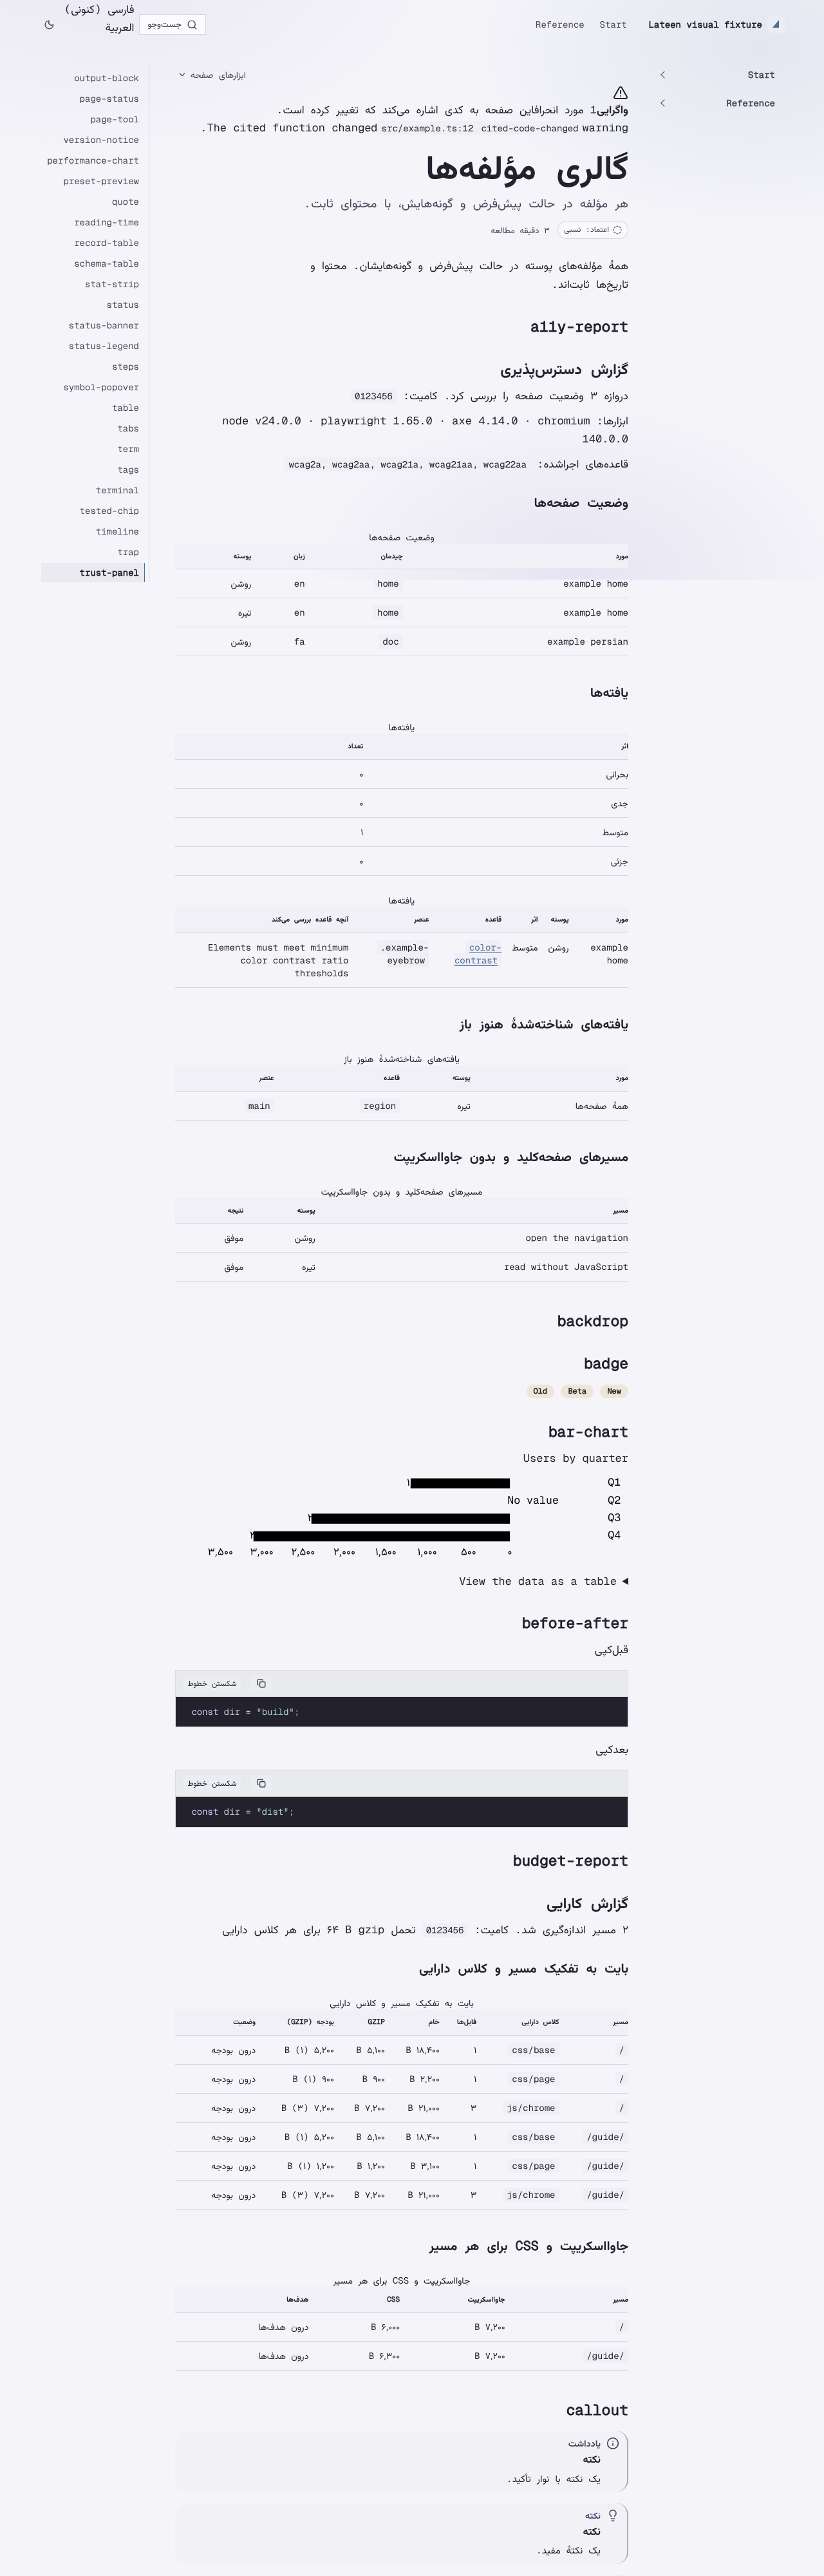 Lateen visual fixture
Start
Reference
جست‌وجو
فارسی (کنونی)
العربية
Start
Reference
ابزارهای صفحه
واگرایی1 مورد انحرافاین صفحه به کدی اشاره می‌کند که تغییر کرده است.
warning cited-code-changed src/example.ts:12 The cited function changed.
گالری مؤلفه‌ها
هر مؤلفه در حالت پیش‌فرض و گونه‌هایش، با محتوای ثابت.
اعتماد: نسبی
۳ دقیقه مطالعه
همهٔ مؤلفه‌های پوسته در حالت پیش‌فرض و گونه‌هایشان. محتوا و
تاریخ‌ها ثابت‌اند.
a11y-report
گزارش دسترس‌پذیری
دروازه ۳ وضعیت صفحه را بررسی کرد. کامیت: 0123456
ابزارها: node v24.0.0 · playwright 1.65.0 · axe 4.14.0 · chromium
140.0.0
قاعده‌های اجراشده: wcag2a, wcag2aa, wcag21a, wcag21aa, wcag22aa
وضعیت صفحه‌ها
وضعیت صفحه‌ها
مورد چیدمان زبان پوسته
example home home en روشن
example home home en تیره
example persian doc fa روشن
یافته‌ها
یافته‌ها
اثر تعداد
بحرانی ۰
جدی ۰
متوسط ۱
جزئی ۰
یافته‌ها
مورد پوسته اثر قاعده عنصر آنچه قاعده بررسی می‌کند
example home روشن متوسط color-contrast .example-eyebrow Elements must meet minimum color contrast ratio thresholds
یافته‌های شناخته‌شدهٔ هنوز باز
یافته‌های شناخته‌شدهٔ هنوز باز
مورد پوسته قاعده عنصر
همهٔ صفحه‌ها تیره region main
مسیرهای صفحه‌کلید و بدون جاوااسکریپت
مسیرهای صفحه‌کلید و بدون جاوااسکریپت
مسیر پوسته نتیجه
open the navigation روشن موفق
read without JavaScript تیره موفق
backdrop
badge
New Beta Old
bar-chart
Users by quarter
Q1 ۱
Q2 No value
Q3 ۲
Q4
۰ ۵۰۰ ۱٬۰۰۰ ۱٬۵۰۰ ۲٬۰۰۰ ۲٬۵۰۰ ۳٬۰۰۰ ۳٬۵۰۰
View the data as a table
before-after
قبل‌کپی
شکستن خطوط
const dir = "build";
بعدکپی
شکستن خطوط
const dir = "dist";
budget-report
گزارش کارایی
۲ مسیر اندازه‌گیری شد. کامیت: 0123456 تحمل ۶۴ B gzip برای هر کلاس دارایی
بایت به تفکیک مسیر و کلاس دارایی
بایت به تفکیک مسیر و کلاس دارایی
مسیر کلاس دارایی فایل‌ها خام GZIP بودجه (GZIP) وضعیت
/ css/base ۱ ۱۸٬۴۰۰ B ۵٬۱۰۰ B ۵٬۲۰۰ B (۱) درون بودجه
/ css/page ۱ ۲٬۲۰۰ B ۹۰۰ B ۹۰۰ B (۱) درون بودجه
/ js/chrome ۳ ۲۱٬۰۰۰ B ۷٬۲۰۰ B ۷٬۲۰۰ B (۳) درون بودجه
/guide/ css/base ۱ ۱۸٬۴۰۰ B ۵٬۱۰۰ B ۵٬۲۰۰ B (۱) درون بودجه
/guide/ css/page ۱ ۳٬۱۰۰ B ۱٬۲۰۰ B ۱٬۲۰۰ B (۱) درون بودجه
/guide/ js/chrome ۳ ۲۱٬۰۰۰ B ۷٬۲۰۰ B ۷٬۲۰۰ B (۳) درون بودجه
جاوااسکریپت و CSS برای هر مسیر
جاوااسکریپت و CSS برای هر مسیر
مسیر جاوااسکریپت CSS هدف‌ها
/ ۷٬۲۰۰ B ۶٬۰۰۰ B درون هدف‌ها
/guide/ ۷٬۲۰۰ B ۶٬۳۰۰ B درون هدف‌ها
callout
یادداشت
نکته
یک نکته با نوار تأکید.
نکته
نکته
یک نکتهٔ مفید.
output-block
page-status
page-tool
version-notice
performance-chart
preset-preview
quote
reading-time
record-table
schema-table
stat-strip
status
status-banner
status-legend
steps
symbol-popover
table
tabs
term
tags
terminal
tested-chip
timeline
trap
trust-panel